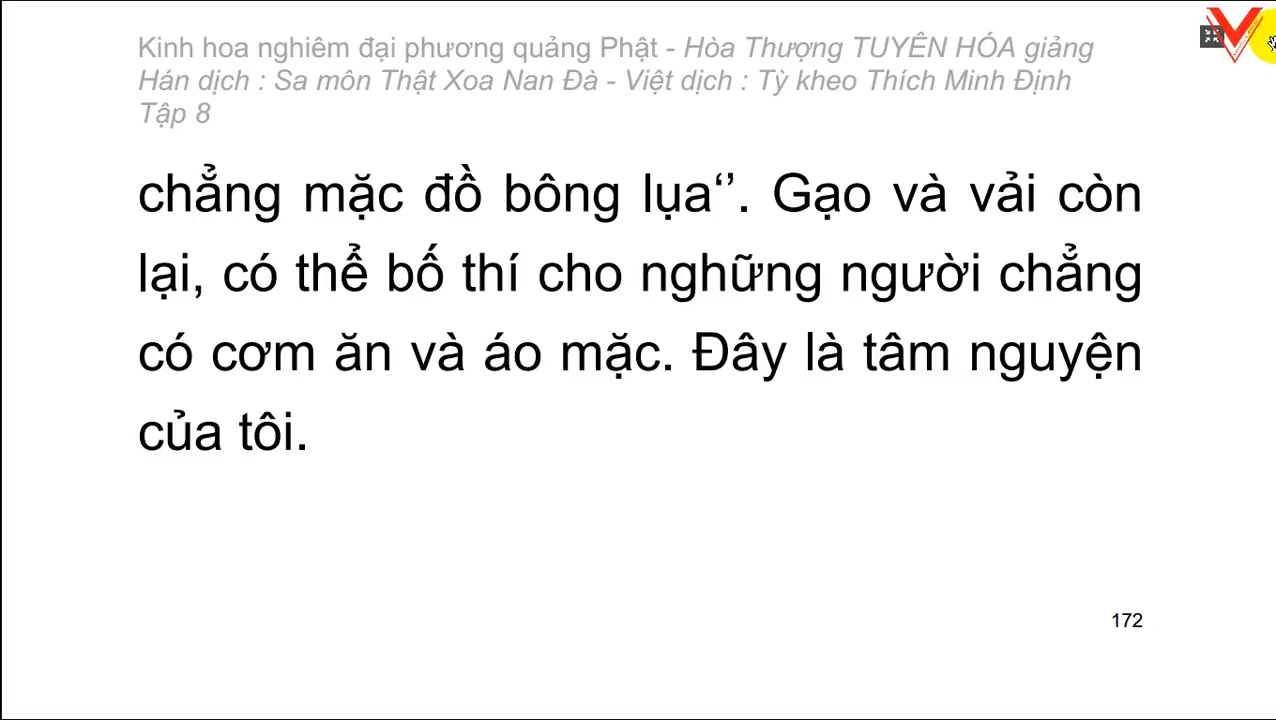 Kinh hoa nghiêm đại phương quảng Phật - Hòa Thượng TUYÊN HÓA giảng
Hán dịch : Sa môn Thật Xoa Nan Đà - Việt dịch : Tỳ kheo Thích Minh Định
Tập 8
chẳng mặc đồ bông lụa‘’. Gạo và vải còn
lại, có thể bố thí cho nghững người chẳng
có cơm ăn và áo mặc. Đây là tâm nguyện
của tôi.
172